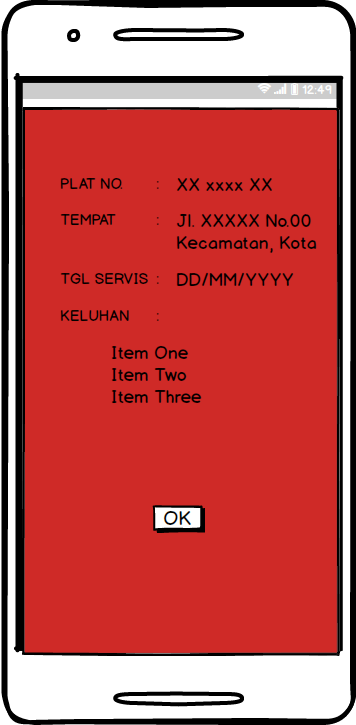 12:49
PLAT NO. : XX xxxx XX
TEMPAT : Jl. XXXXX No.00
Kecamatan, Kota
TGL SERVIS : DD/MM/YYYY
KELUHAN :
Item One
Item Two
Item Three
OK